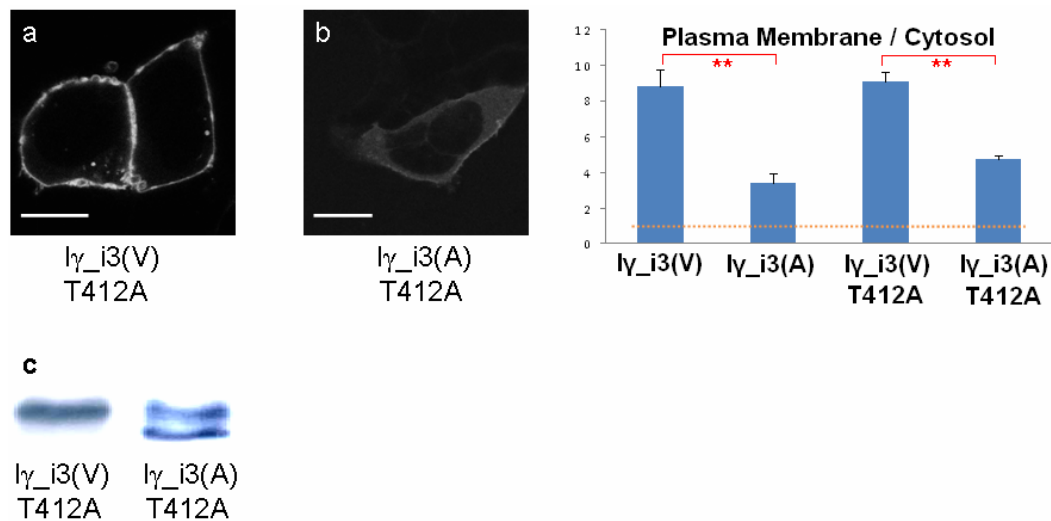 a
Iγ_i3(V)
T412A
b
Iγ_i3(A)
T412A
Plasma Membrane / Cytosol
** **
12
10
8
6
4
2
0
Iγ_i3(V) Iγ_i3(A) Iγ_i3(V) Iγ_i3(A)
T412A T412A
c
Iγ_i3(V) Iγ_i3(A)
T412A T412A